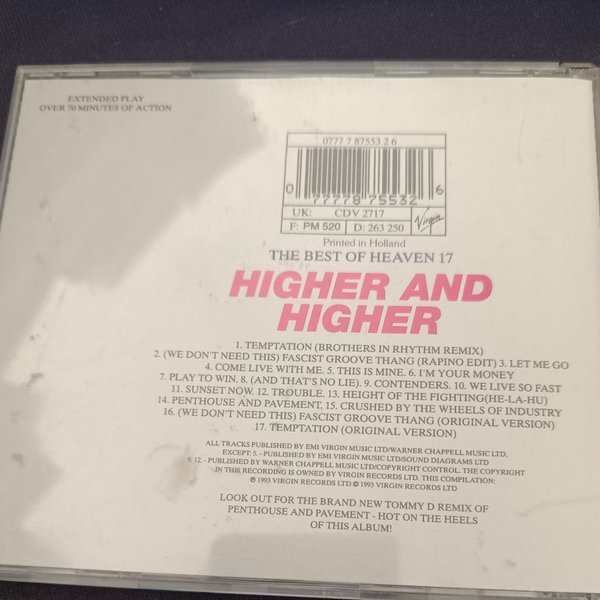 EXTENDED PLAY
OVER 70 MINUTES OF ACTION
0777 7 87553 2 6
0 77778 75532 6
UK: CDV 2717
F: PM 520 D: 263 250 Virgin
Printed in Holland
THE BEST OF HEAVEN 17
HIGHER AND
HIGHER
1. TEMPTATION (BROTHERS IN RHYTHM REMIX)
2. (WE DON'T NEED THIS) FASCIST GROOVE THANG (RAPINO EDIT) 3. LET ME GO
4. COME LIVE WITH ME. 5. THIS IS MINE. 6. I'M YOUR MONEY
7. PLAY TO WIN. 8. (AND THAT'S NO LIE). 9. CONTENDERS. 10. WE LIVE SO FAST
11. SUNSET NOW. 12. TROUBLE. 13. HEIGHT OF THE FIGHTING(HE-LA-HU)
14. PENTHOUSE AND PAVEMENT, 15. CRUSHED BY THE WHEELS OF INDUSTRY
16. (WE DON'T NEED THIS) FASCIST GROOVE THANG (ORIGINAL VERSION)
17. TEMPTATION (ORIGINAL VERSION)
ALL TRACKS PUBLISHED BY EMI VIRGIN MUSIC LTD/WARNER CHAPPELL MUSIC LTD,
EXCEPT: 5. - PUBLISHED BY EMI VIRGIN MUSIC LTD/SOUND DIAGRAMS LTD
9, 12. - PUBLISHED BY WARNER CHAPPELL MUSIC LTD/COPYRIGHT CONTROL. THE COPYRIGHT
IN THIS RECORDING IS OWNED BY VIRGIN RECORDS LTD. THIS COMPILATION:
℗ 1993 VIRGIN RECORDS LTD.© 1993 VIRGIN RECORDS LTD
LOOK OUT FOR THE BRAND NEW TOMMY D REMIX OF
PENTHOUSE AND PAVEMENT - HOT ON THE HEELS
OF THIS ALBUM!